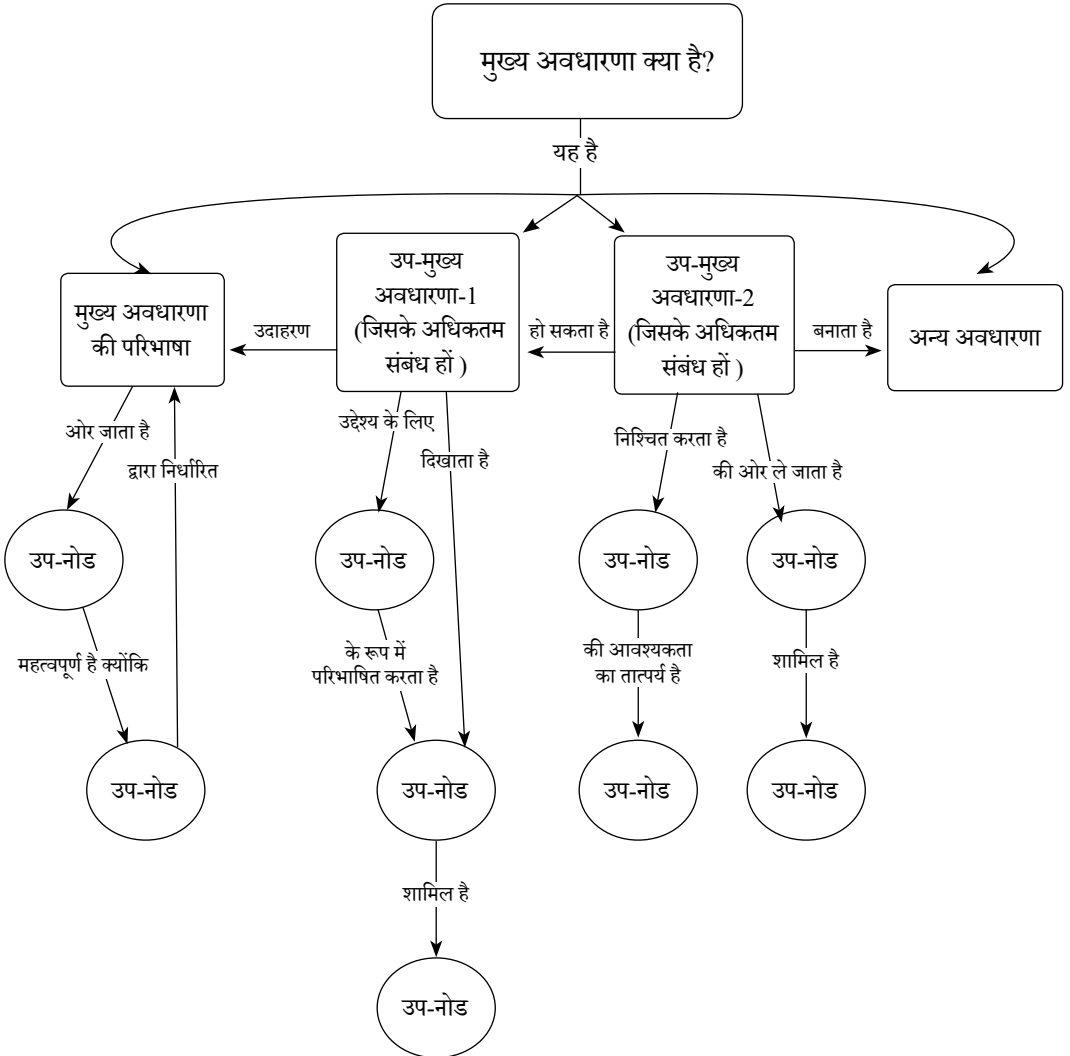 मुख्य अवधारणा क्या है?
यह है
मुख्य अवधारणा
की परिभाषा
उदाहरण
उप-मुख्य
अवधारणा-1
(जिसके अधिकतम
संबंध हों )
हो सकता है
उप-मुख्य
अवधारणा-2
(जिसके अधिकतम
संबंध हों )
बनाता है
अन्य अवधारणा
ओर जाता है
द्वारा निर्धारित
उद्देश्य के लिए
दिखाता है
निश्चित करता है
की ओर ले जाता है
उप-नोड
उप-नोड
उप-नोड
उप-नोड
महत्वपूर्ण है क्योंकि
के रूप में
परिभाषित करता है
की आवश्यकता
का तात्पर्य है
शामिल है
उप-नोड
उप-नोड
उप-नोड
उप-नोड
शामिल है
उप-नोड